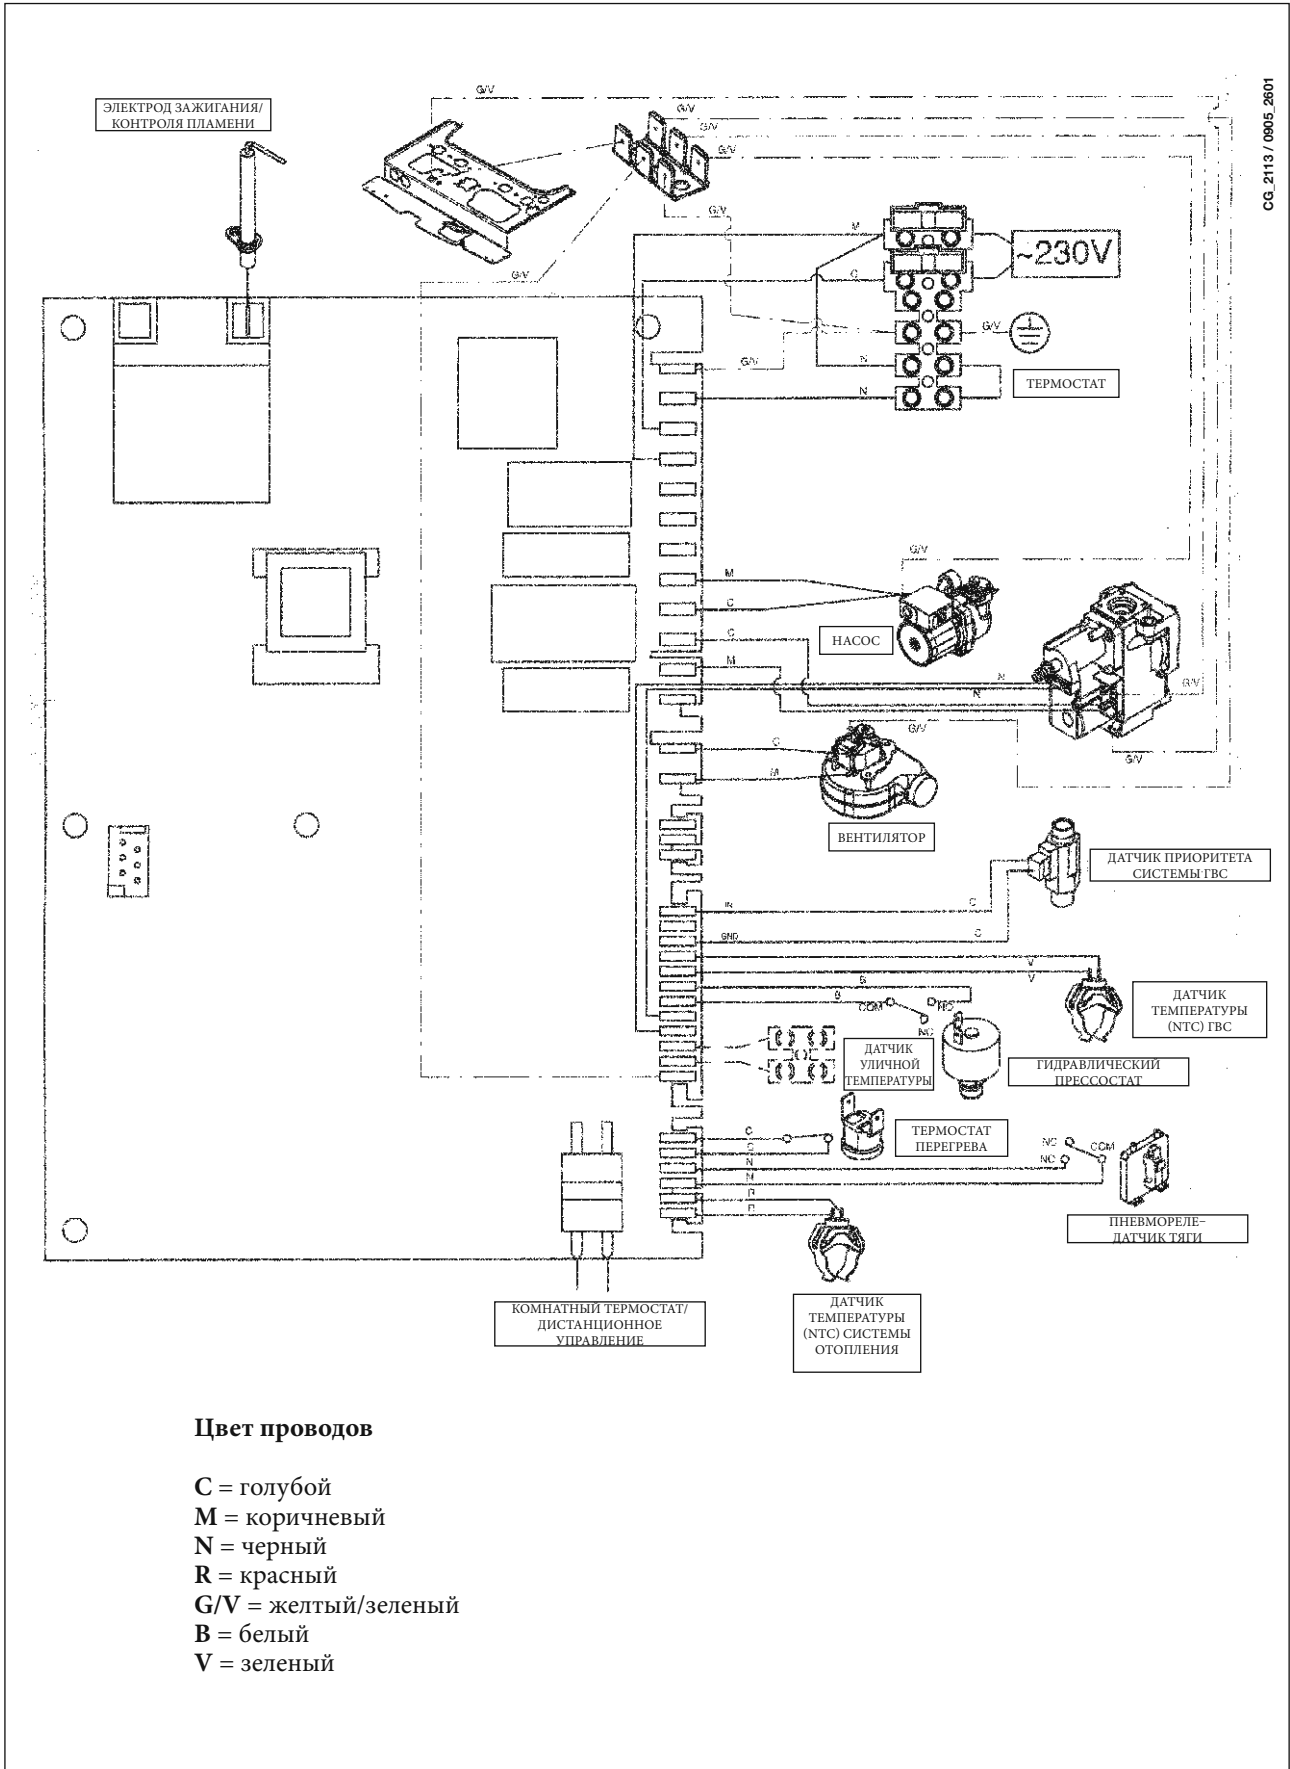 CG_2113 / 0905_2601
ЭЛЕКТРОД ЗАЖИГАНИЯ/
КОНТРОЛЯ ПЛАМЕНИ
G/V
G/V
G/V
G/V
G/V
G/V
M
~230V
C
G/V
G/V
N
ТЕРМОСТАТ
N
G/V
M
C
НАСОС
C
M
N
N
G/V
G/V
G/V
C
M
ВЕНТИЛЯТОР
ДАТЧИК ПРИОРИТЕТА
СИСТЕМЫ ГВС
IN
C
GND
C
V
V
B
B
COM
NO
NC
ДАТЧИК
ТЕМПЕРАТУРЫ
(NTC) ГВС
ДАТЧИК
УЛИЧНОЙ
ТЕМПЕРАТУРЫ
ГИДРАВЛИЧЕСКИЙ
ПРЕССОСТАТ
C
C
ТЕРМОСТАТ
ПЕРЕГРЕВА
N
N
NC
NO
COM
R
R
ПНЕВМОРЕЛЕ-
ДАТЧИК ТЯГИ
КОМНАТНЫЙ ТЕРМОСТАТ/
ДИСТАНЦИОННОЕ
УПРАВЛЕНИЕ
ДАТЧИК
ТЕМПЕРАТУРЫ
(NTC) СИСТЕМЫ
ОТОПЛЕНИЯ
Цвет проводов
C = голубой
M = коричневый
N = черный
R = красный
G/V = желтый/зеленый
B = белый
V = зеленый